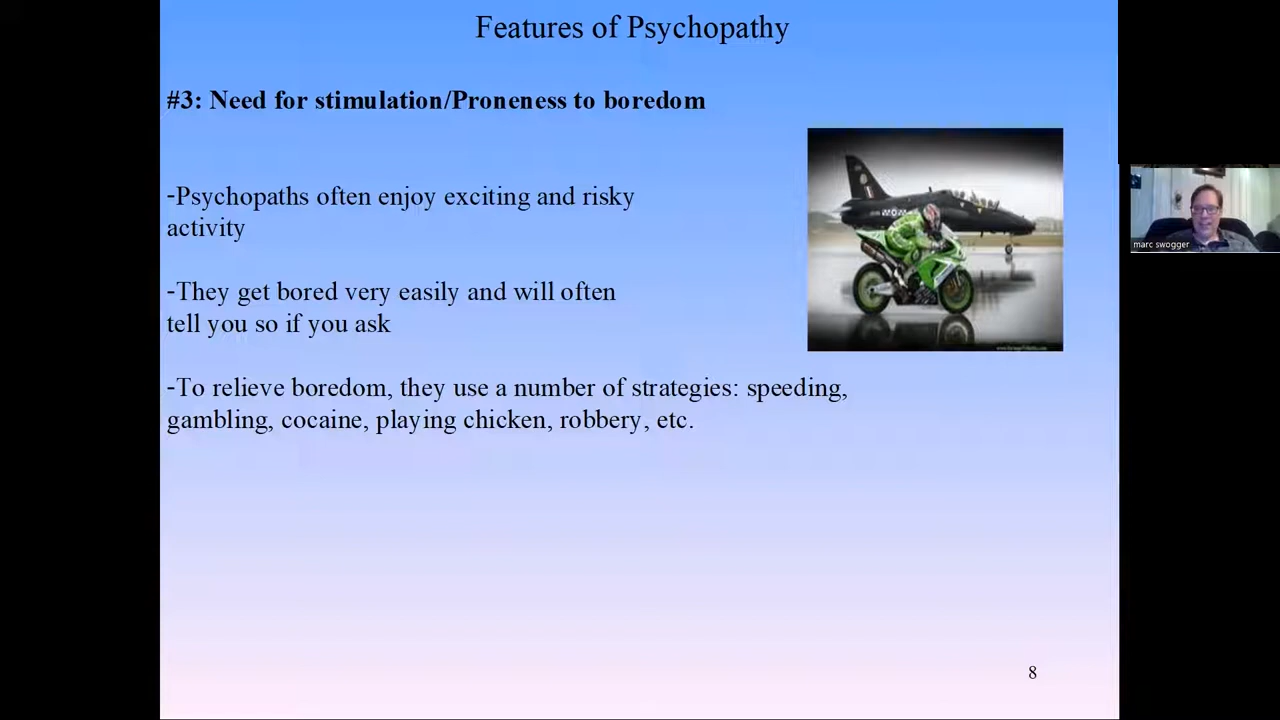 Features of Psychopathy
#3: Need for stimulation/Proneness to boredom
-Psychopaths often enjoy exciting and risky
activity
-They get bored very easily and will often
tell you so if you ask
-To relieve boredom, they use a number of strategies: speeding,
gambling, cocaine, playing chicken, robbery, etc.
marc swogger
8